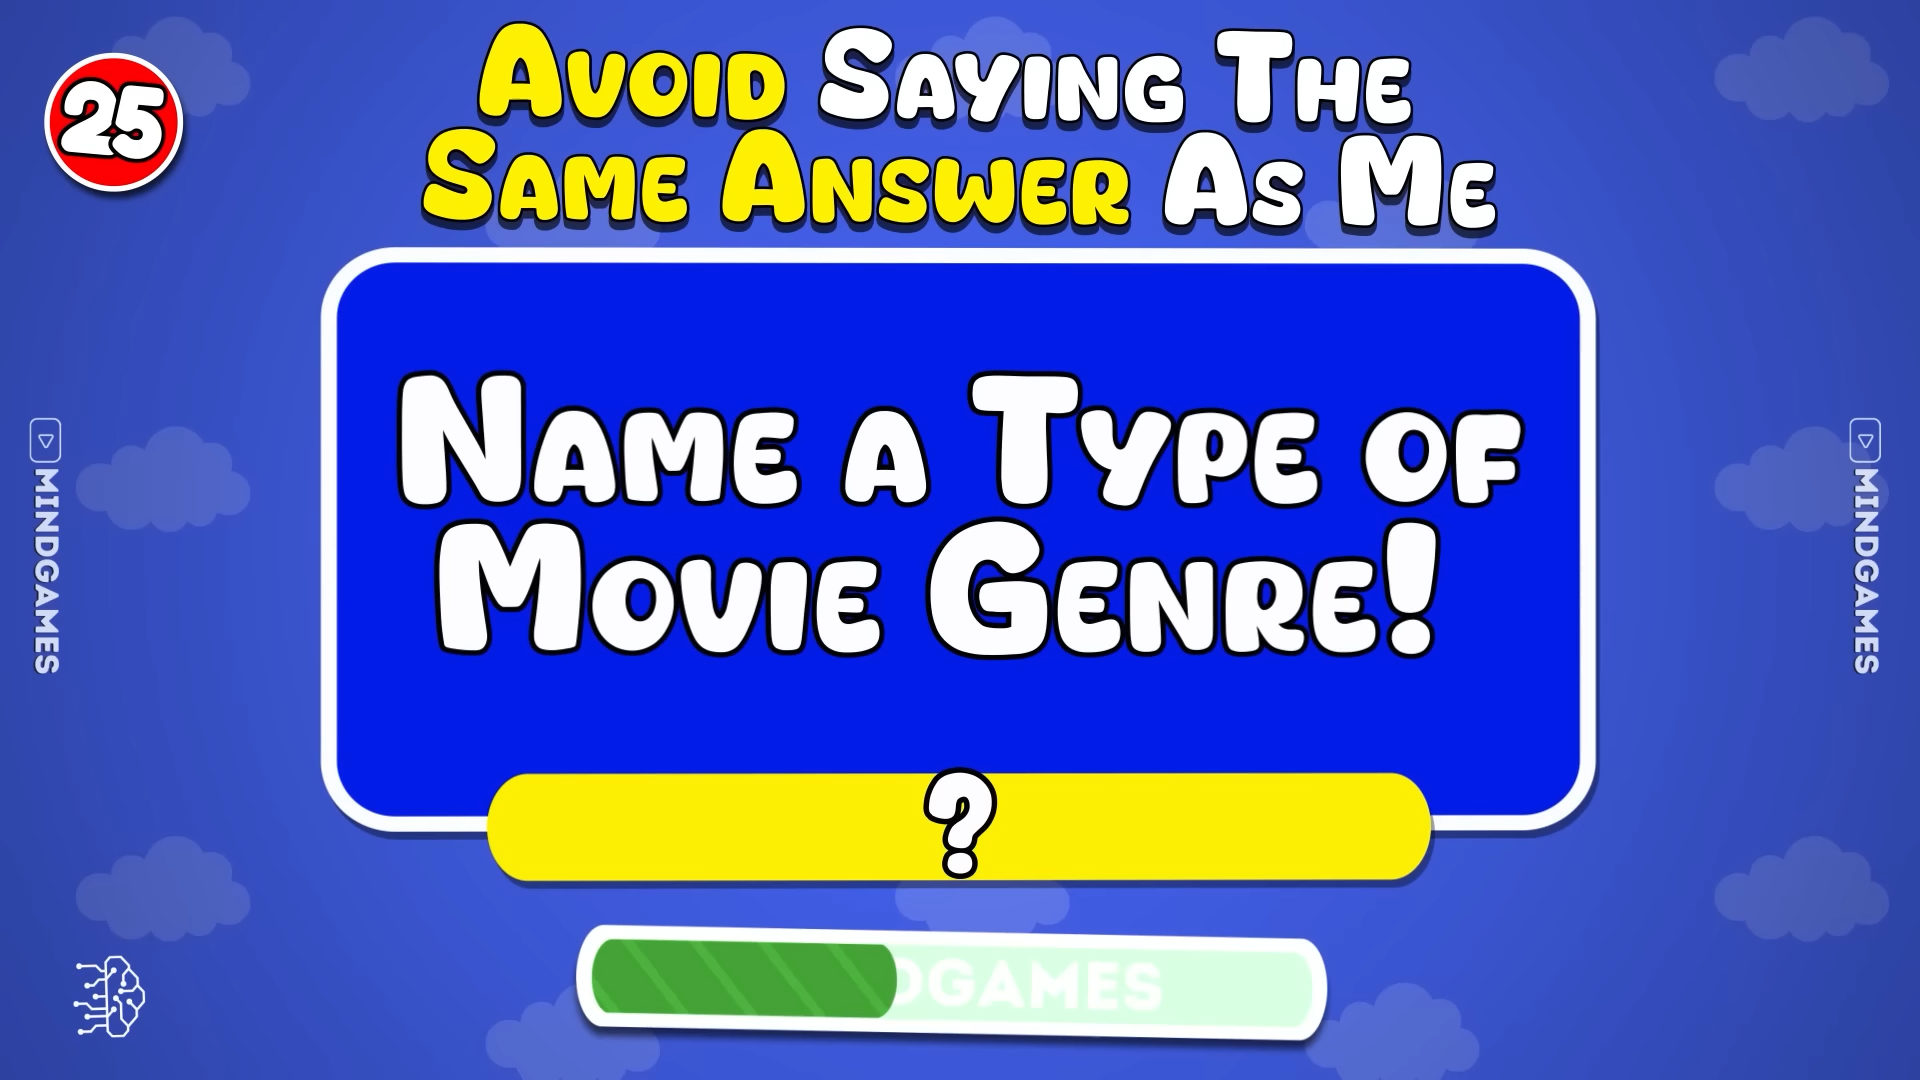 25
Avoid Saying The
Same Answer As Me
Name a Type of
Movie Genre!
?
MINDGAMES
MINDGAMES
DGAMES